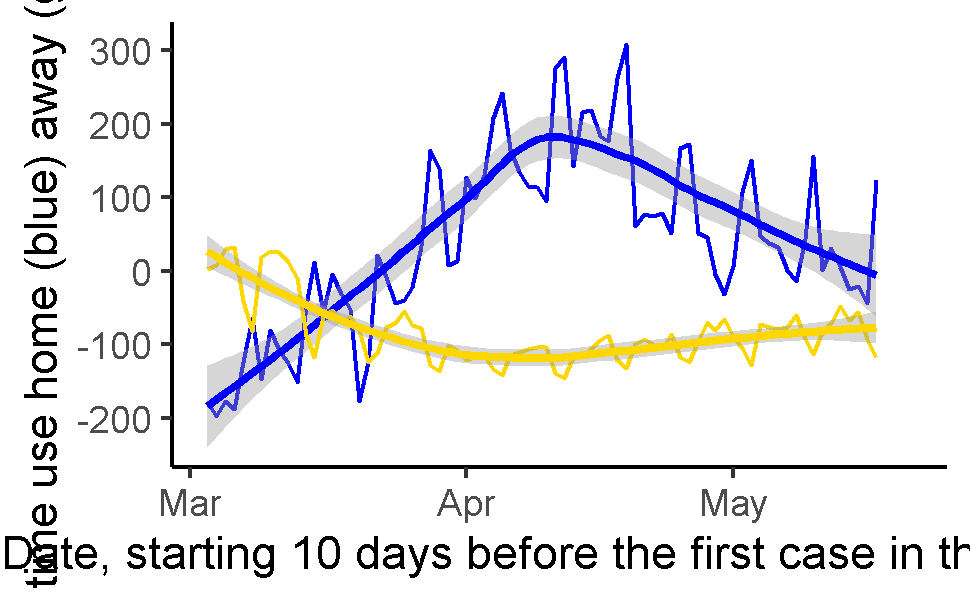 time use home (blue) away (
300
200
100
0
-100
-200
Mar Apr May
Date, starting 10 days before the first case in th